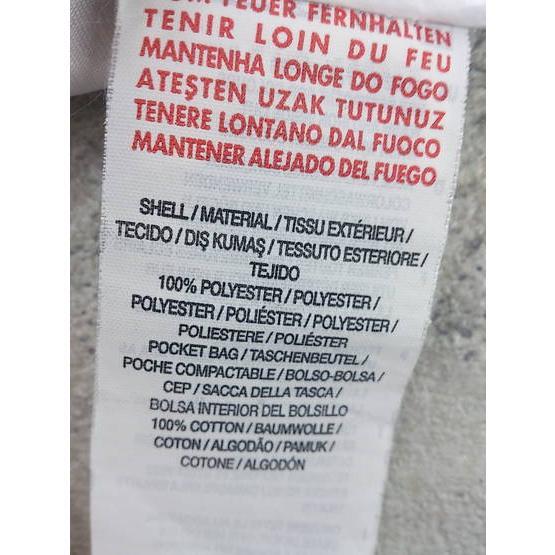 VOM FEUER FERNHALTEN
TENIR LOIN DU FEU
MANTENHA LONGE DO FOGO
ATEŞTEN UZAK TUTUNUZ
TENERE LONTANO DAL FUOCO
MANTENER ALEJADO DEL FUEGO
SHELL / MATERIAL / TISSU EXTÉRIEUR /
TECIDO / DIŞ KUMAŞ / TESSUTO ESTERIORE /
TEJIDO
100% POLYESTER / POLYESTER /
POLYESTER / POLIÉSTER / POLYESTER /
POLIESTERE / POLIÉSTER
POCKET BAG / TASCHENBEUTEL /
POCHE COMPACTABLE / BOLSO-BOLSA /
CEP / SACCA DELLA TASCA /
BOLSA INTERIOR DEL BOLSILLO
100% COTTON / BAUMWOLLE /
COTON / ALGODÃO / PAMUK /
COTONE / ALGODÓN